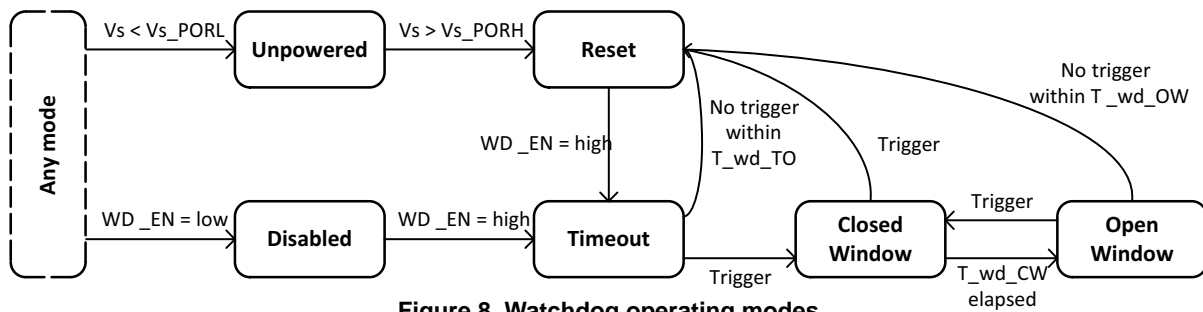 Vs < Vs_PORL
Unpowered
Vs > Vs_PORH
Reset
No trigger
within T _wd_OW
Any mode
WD _EN = high
No trigger
within
T_wd_TO
Trigger
WD _EN = low
Disabled
WD _EN = high
Timeout
Trigger
Closed
Window
Trigger
T_wd_CW
elapsed
Open
Window
Figure 8. Watchdog operating modes